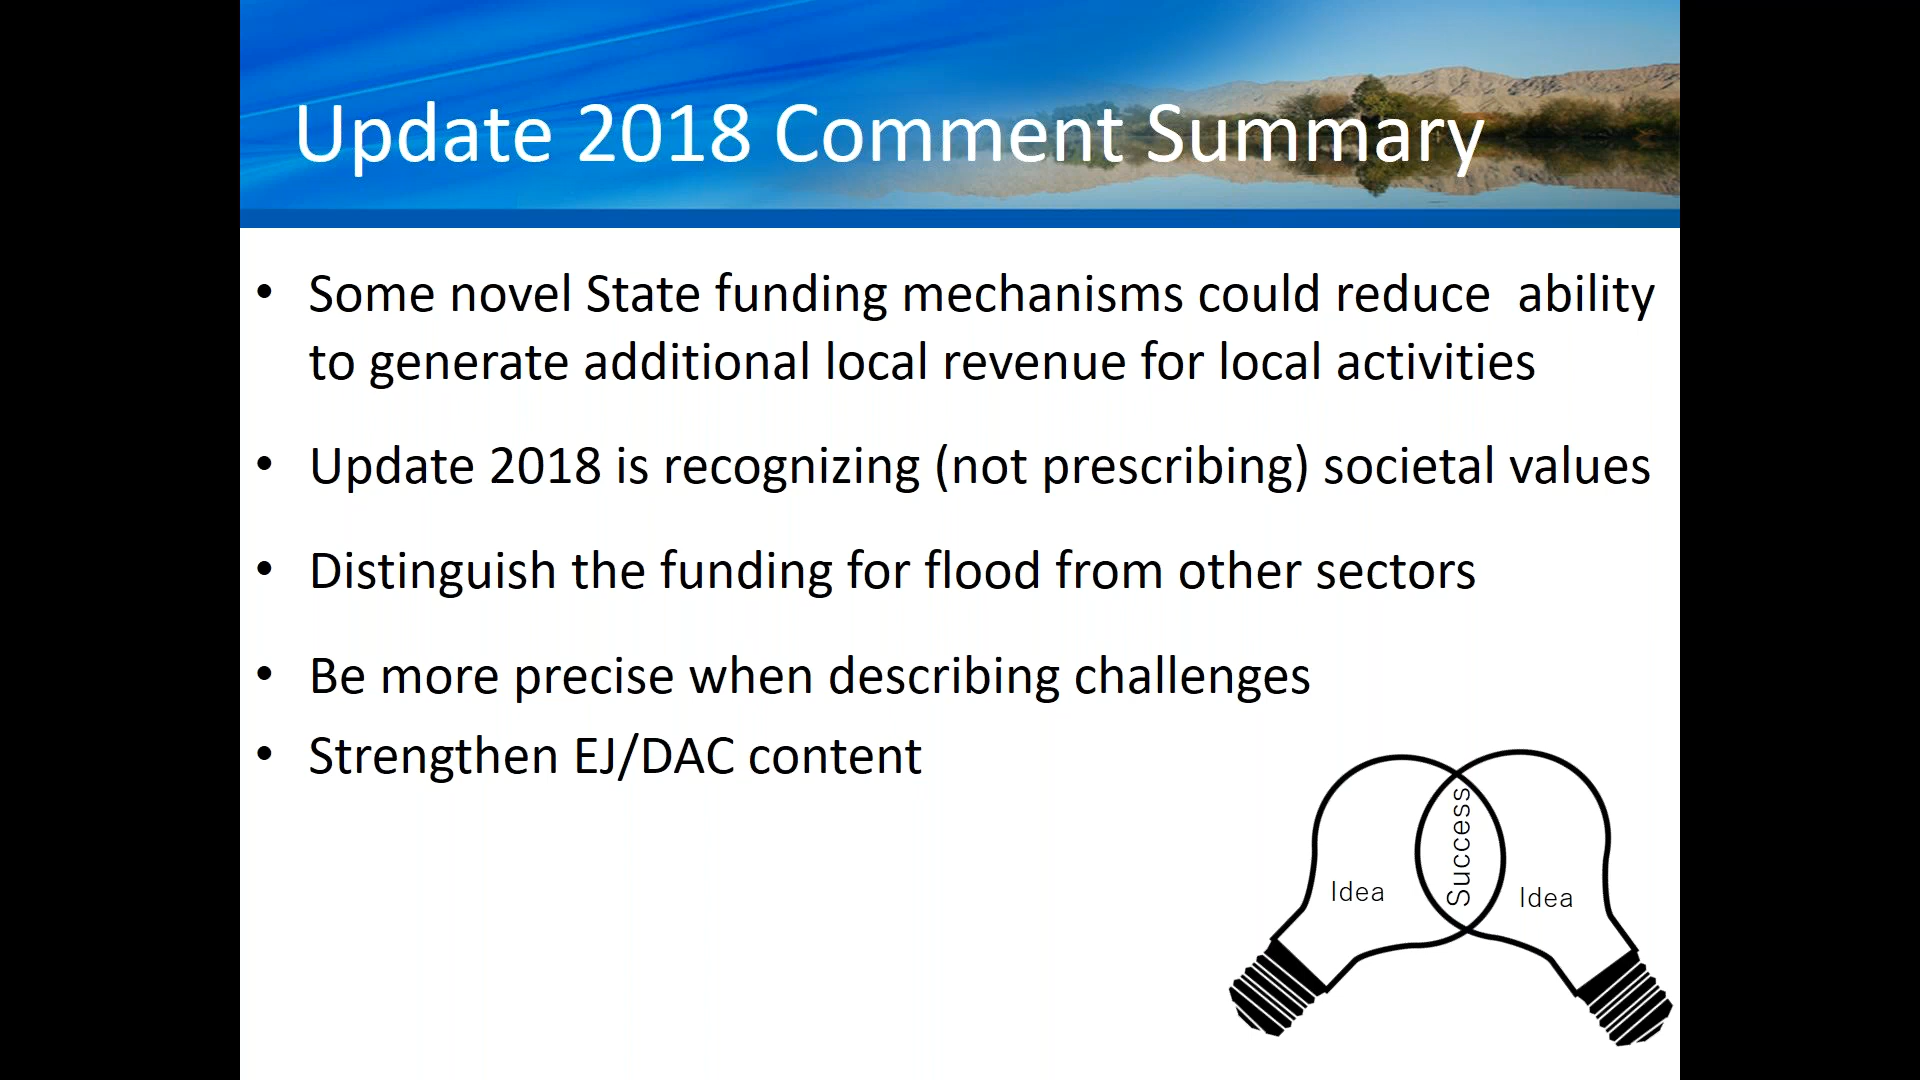 Update 2018 Comment Summary
• Some novel State funding mechanisms could reduce  ability
to generate additional local revenue for local activities
• Update 2018 is recognizing (not prescribing) societal values
• Distinguish the funding for flood from other sectors
• Be more precise when describing challenges
• Strengthen EJ/DAC content
Idea
Success
Idea